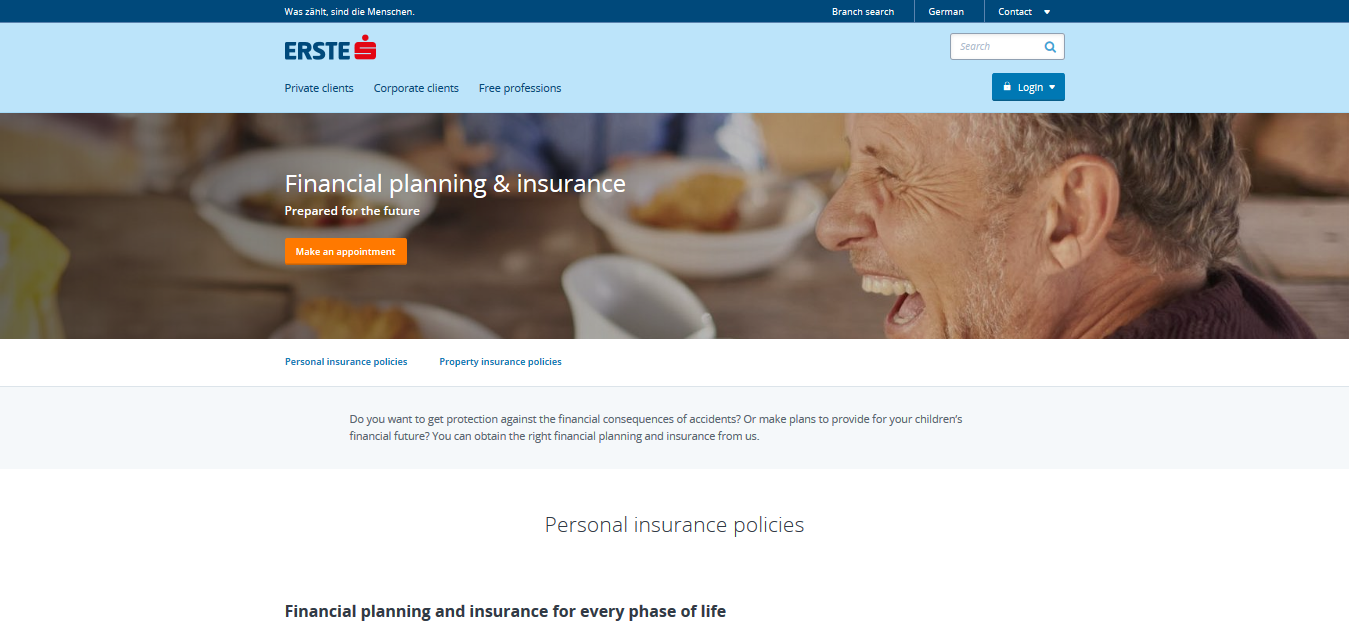 Was zählt, sind die Menschen.
Branch search
German
Contact
ERSTE
Search
Private clients
Corporate clients
Free professions
Login
Financial planning & insurance
Prepared for the future
Make an appointment
Personal insurance policies
Property insurance policies
Do you want to get protection against the financial consequences of accidents? Or make plans to provide for your children’s
financial future? You can obtain the right financial planning and insurance from us.
Personal insurance policies
Financial planning and insurance for every phase of life